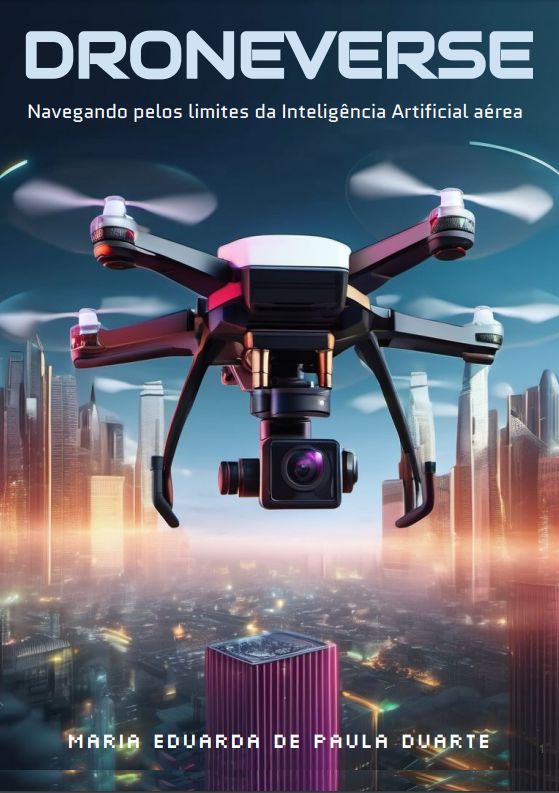 DRONEVERSE
Navegando pelos limites da Inteligência Artificial aérea
MARIA EDUARDA DE PAULA DUARTE